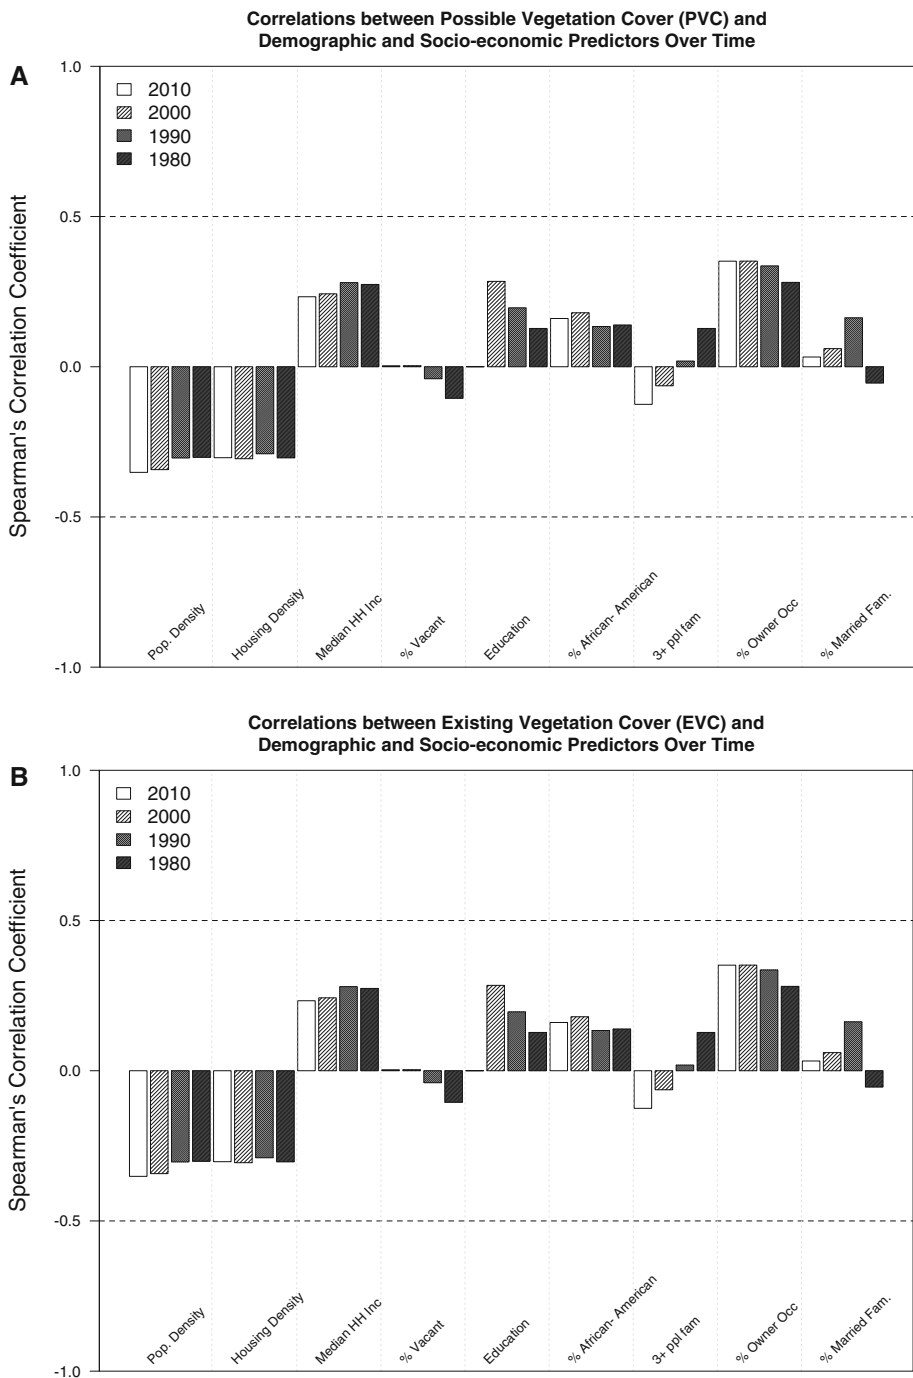 Correlations between Possible Vegetation Cover (PVC) and
Demographic and Socio-economic Predictors Over Time
A
1.0
2010
2000
1990
1980
0.5
0.0
-0.5
-1.0
Spearman's Correlation Coefficient
Pop. Density
Housing Density
Median HH Inc
% Vacant
Education
% African- American
3+ ppl fam
% Owner Occ
% Married Fam.
Correlations between Existing Vegetation Cover (EVC) and
Demographic and Socio-economic Predictors Over Time
B
1.0
2010
2000
1990
1980
0.5
0.0
-0.5
-1.0
Spearman's Correlation Coefficient
Pop. Density
Housing Density
Median HH Inc
% Vacant
Education
% African- American
3+ ppl fam
% Owner Occ
% Married Fam.